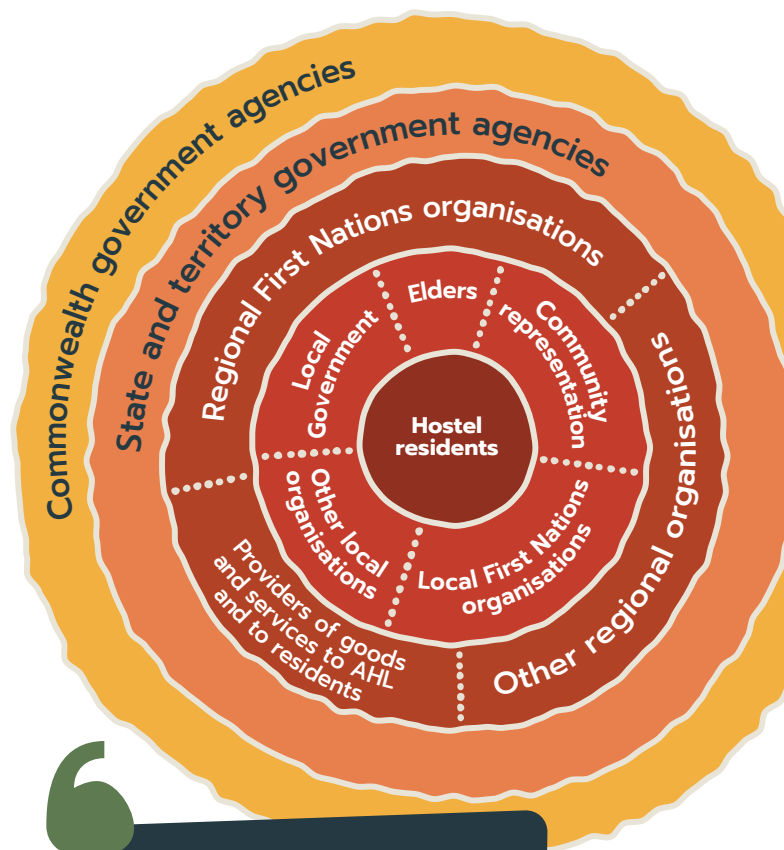 Commonwealth government agencies
State and territory government agencies
Regional First Nations organisations
Other regional organisations
Providers of goods
and services to AHL
and to residents
Local
Government
Elders
Community
representation
Local First Nations
organisations
Other local
organisations
Hostel
residents